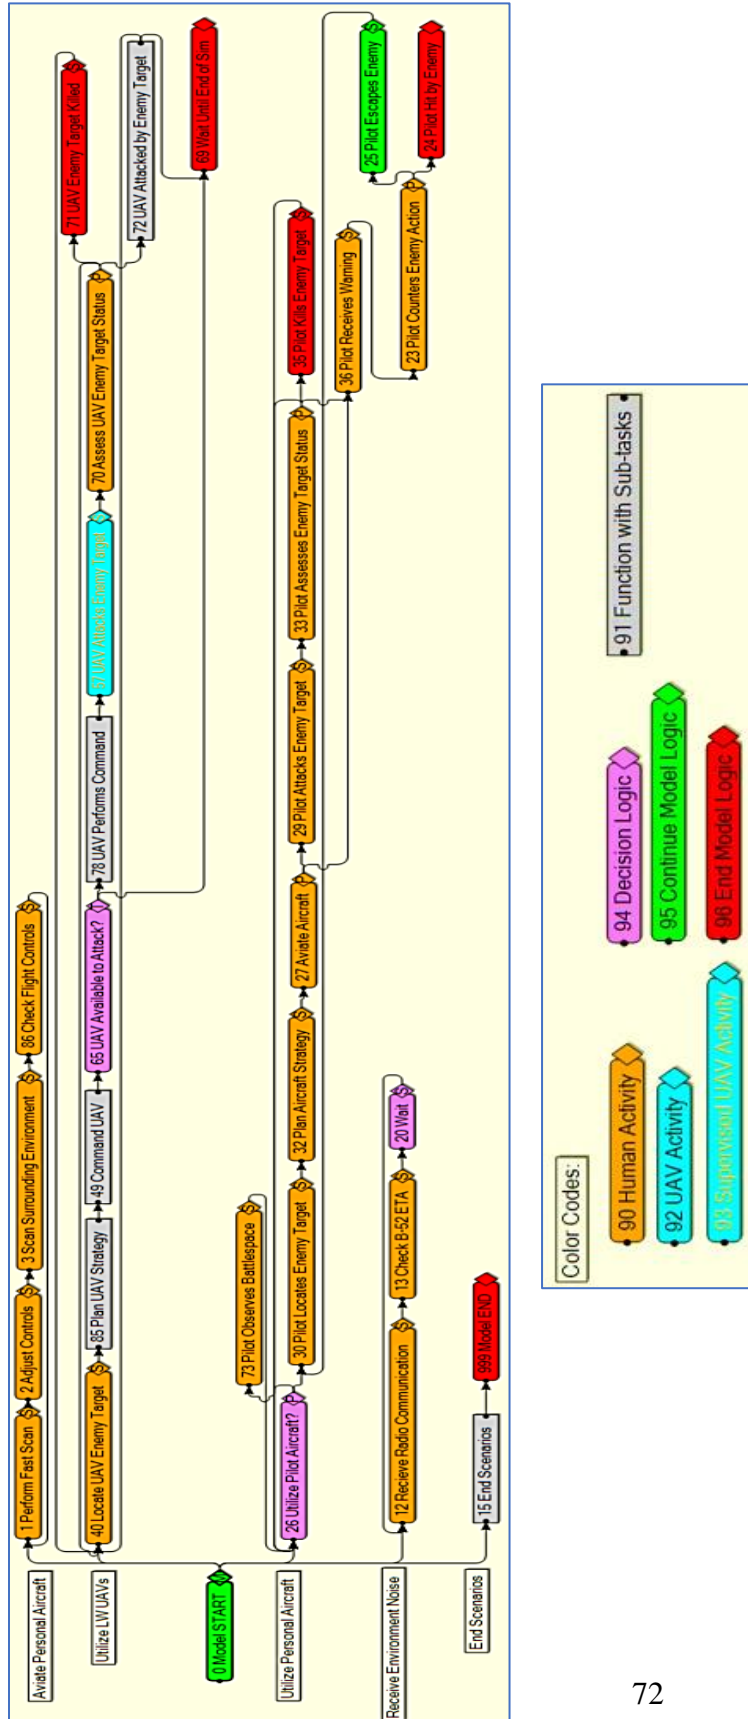 Aviate Personal Aircraft
1 Perform Fast Scan
S
2 Adjust Controls
S
3 Scan Surrounding Environment
S
86 Check Flight Controls
S
Utilize LW UAVs
40 Locate UAV Enemy Target
S
85 Plan UAV Strategy
49 Command UAV
65 UAV Available to Attack?
T
78 UAV Performs Command
57 UAV Attacks Enemy Target
70 Assess UAV Enemy Target Status
P
71 UAV Enemy Target Killed
S
72 UAV Attacked by Enemy Target
69 Wait Until End of Sim
0 Model START
M
Utilize Personal Aircraft
26 Utilize Pilot Aircraft?
P
73 Pilot Observes Battlespace
S
30 Pilot Locates Enemy Target
S
32 Plan Aircraft Strategy
S
27 Aviate Aircraft
P
29 Pilot Attacks Enemy Target
S
33 Pilot Assesses Enemy Target Status
P
35 Pilot Kills Enemy Target
S
36 Pilot Receives Warning
S
23 Pilot Counters Enemy Action
P
25 Pilot Escapes Enemy
S
24 Pilot Hit by Enemy
Receive Environment Noise
12 Recieve Radio Communication
S
13 Check B-52 ETA
S
20 Wait
S
End Scenarios
15 End Scenarios
999 Model END
Color Codes:
90 Human Activity
92 UAV Activity
93 Supervised UAV Activity
94 Decision Logic
95 Continue Model Logic
96 End Model Logic
91 Function with Sub-tasks
72